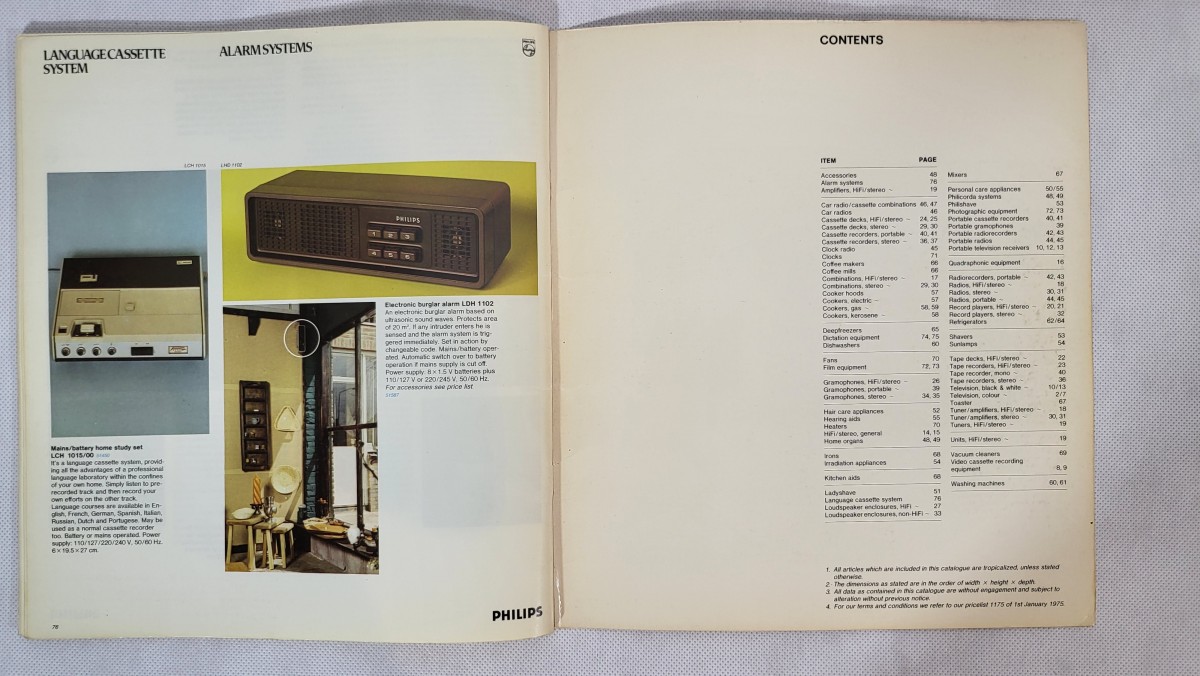 LANGUAGE CASSETTE
SYSTEM
ALARM SYSTEMS
LCH 1015
LHD 1102
PHILIPS
1 2 3
4 5 6
Mains/battery home study set
LCH 1015/00
It's a language cassette system, provid-
ing all the advantages of a professional
language laboratory within the confines
of your own home. Simply listen to pre-
recorded track and then record your
own efforts on the other track.
Language courses are available in En-
glish, French, German, Spanish, Italian,
Russian, Dutch and Portugese. May be
used as a normal cassette recorder
too. Battery or mains operated. Power
supply: 110/127/220/240 V, 50/60 Hz.
6 × 19.5 × 27 cm.
Electronic burglar alarm LDH 1102
An electronic burglar alarm based on
ultrasonic sound waves. Protects area
of 20 m². If any intruder enters he is
sensed and the alarm system is trig-
gered immediately. Set in action by
changeable code. Mains/battery oper-
ated. Automatic switch over to battery
operation if mains supply is cut off.
Power supply: 8 × 1.5 V batteries plus
110/127 V or 220/245 V, 50/60 Hz.
For accessories see price list
PHILIPS
76
CONTENTS
ITEM PAGE
Accessories 48
Alarm systems 76
Amplifiers, HiFi/stereo – 19
Car radio/cassette combinations 46, 47
Car radios 46
Cassette decks, HiFi/stereo – 24, 25
Cassette decks, stereo – 29, 30
Cassette recorders, portable – 40, 41
Cassette recorders, stereo – 36, 37
Clock radio 45
Clocks 71
Coffee makers 66
Coffee mills 66
Combinations, HiFi/stereo – 17
Combinations, stereo – 29, 30
Cooker hoods 57
Cookers, electric – 57
Cookers, gas – 58, 59
Cookers, kerosene – 58
Deepfreezers 65
Dictation equipment 74, 75
Dishwashers 60
Fans 70
Film equipment 72, 73
Gramophones, HiFi/stereo – 26
Gramophones, portable – 39
Gramophones, stereo – 34, 35
Hair care appliances 52
Hearing aids 55
Heaters 70
HiFi/stereo, general 14, 15
Home organs 48, 49
Irons 68
Irradiation appliances 54
Kitchen aids 68
Ladyshave 51
Language cassette system 76
Loudspeaker enclosures, HiFi – 27
Loudspeaker enclosures, non-HiFi – 33
Mixers 67
Personal care appliances 50/55
Philicorda systems 48, 49
Philishave 53
Photographic equipment 72, 73
Portable cassette recorders 40, 41
Portable gramophones 39
Portable radiorecorders 42, 43
Portable radios 44, 45
Portable television receivers 10, 12, 13
Quadraphonic equipment 16
Radiorecorders, portable – 42, 43
Radios, HiFi/stereo – 18
Radios, stereo – 30, 31
Radios, portable – 44, 45
Record players, HiFi/stereo – 20, 21
Record players, stereo – 32
Refrigerators 62/64
Shavers 53
Sunlamps 54
Tape decks, HiFi/stereo – 22
Tape recorders, HiFi/stereo – 23
Tape recorder, mono – 40
Tape recorders, stereo – 36
Television, black & white – 10/13
Television, colour – 2/7
Toaster 67
Tuner/amplifiers, HiFi/stereo – 18
Tuner/amplifiers, stereo – 30, 31
Tuners, HiFi/stereo – 19
Units, HiFi/stereo – 19
Vacuum cleaners 69
Video cassette recording
equipment 8, 9
Washing machines 60, 61
1. All articles which are included in this catalogue are tropicalized, unless stated
otherwise.
2. The dimensions as stated are in the order of width × height × depth.
3. All data as contained in this catalogue are without engagement and subject to
alteration without previous notice.
4. For our terms and conditions we refer to our pricelist 1175 of 1st January 1975.